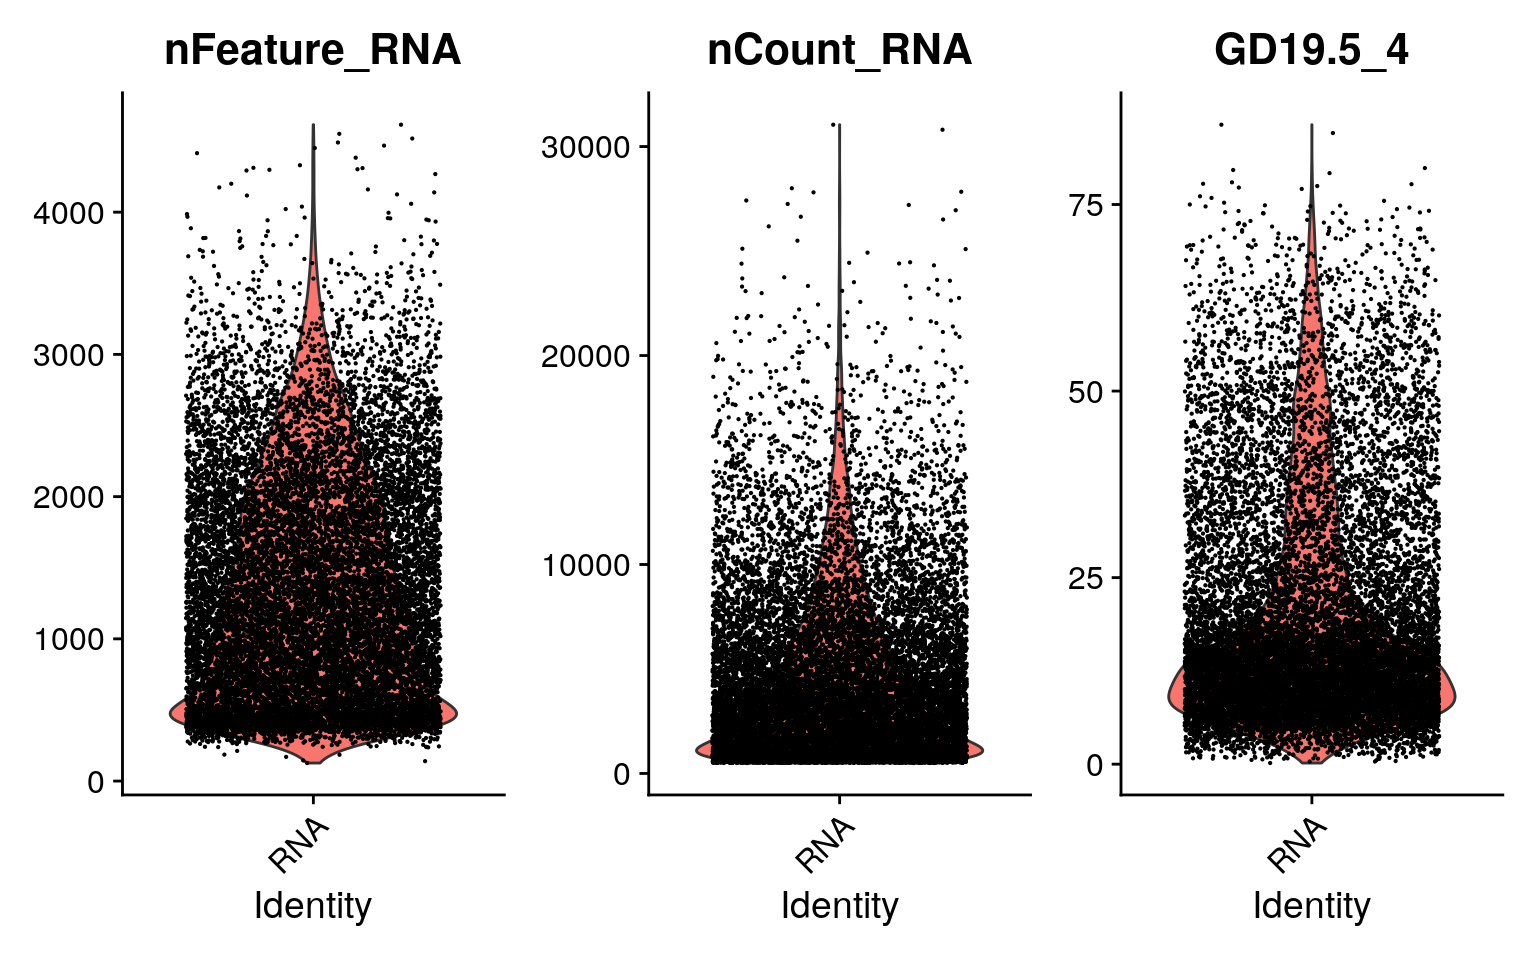 nFeature_RNA
4000
3000
2000
1000
0
RNA
Identity
nCount_RNA
30000
20000
10000
0
RNA
Identity
GD19.5_4
75
50
25
0
RNA
Identity